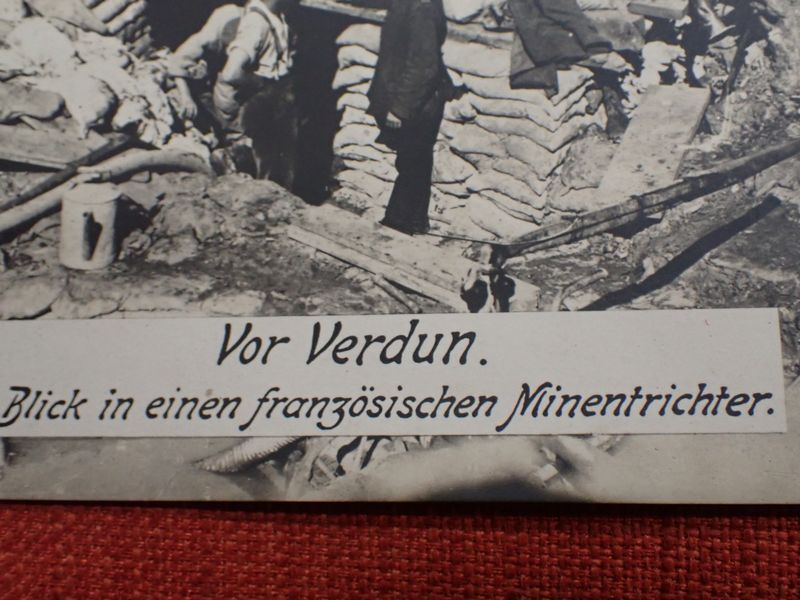 Vor Verdun.
Blick in einen französischen Minentrichter.